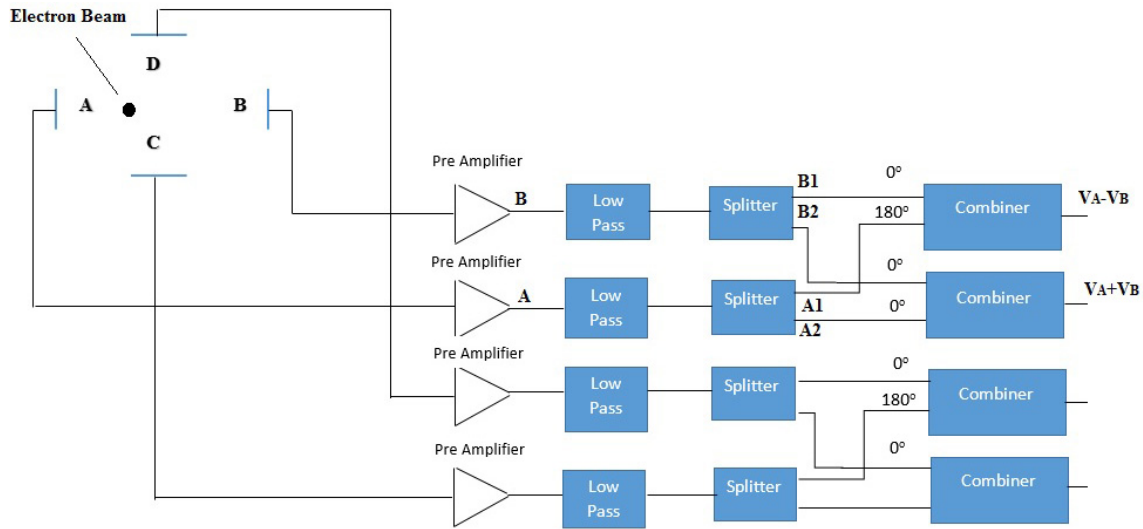 Electron Beam
D
A
B
C
Pre Amplifier
B
Low
Pass
Splitter
B1
B2
0°
180°
Combiner
VA-VB
Pre Amplifier
A
Low
Pass
Splitter
A1
A2
0°
0°
Combiner
VA+VB
Pre Amplifier
Low
Pass
Splitter
0°
180°
Combiner
Pre Amplifier
Low
Pass
Splitter
0°
Combiner